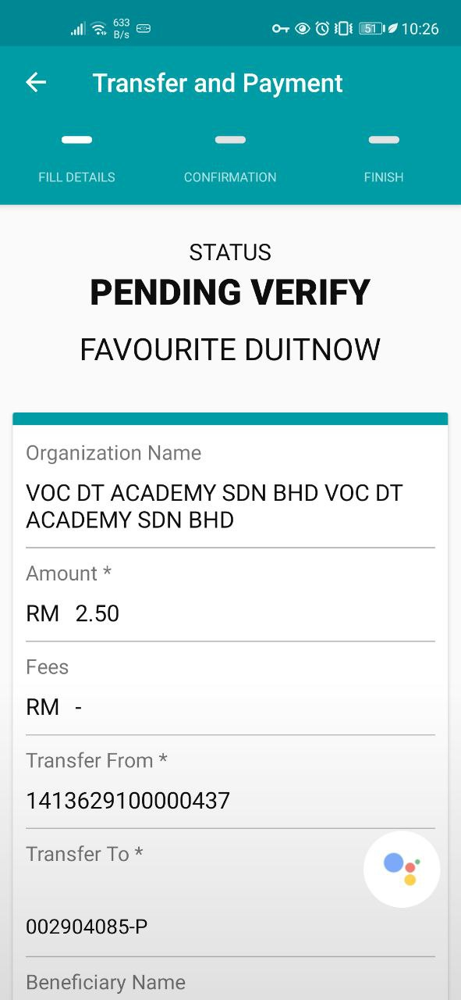 633
B/s
51
10:26
Transfer and Payment
FILL DETAILS
CONFIRMATION
FINISH
STATUS
PENDING VERIFY
FAVOURITE DUITNOW
Organization Name
VOC DT ACADEMY SDN BHD VOC DT
ACADEMY SDN BHD
Amount *
RM 2.50
Fees
RM -
Transfer From *
1413629100000437
Transfer To *
002904085-P
Beneficiary Name